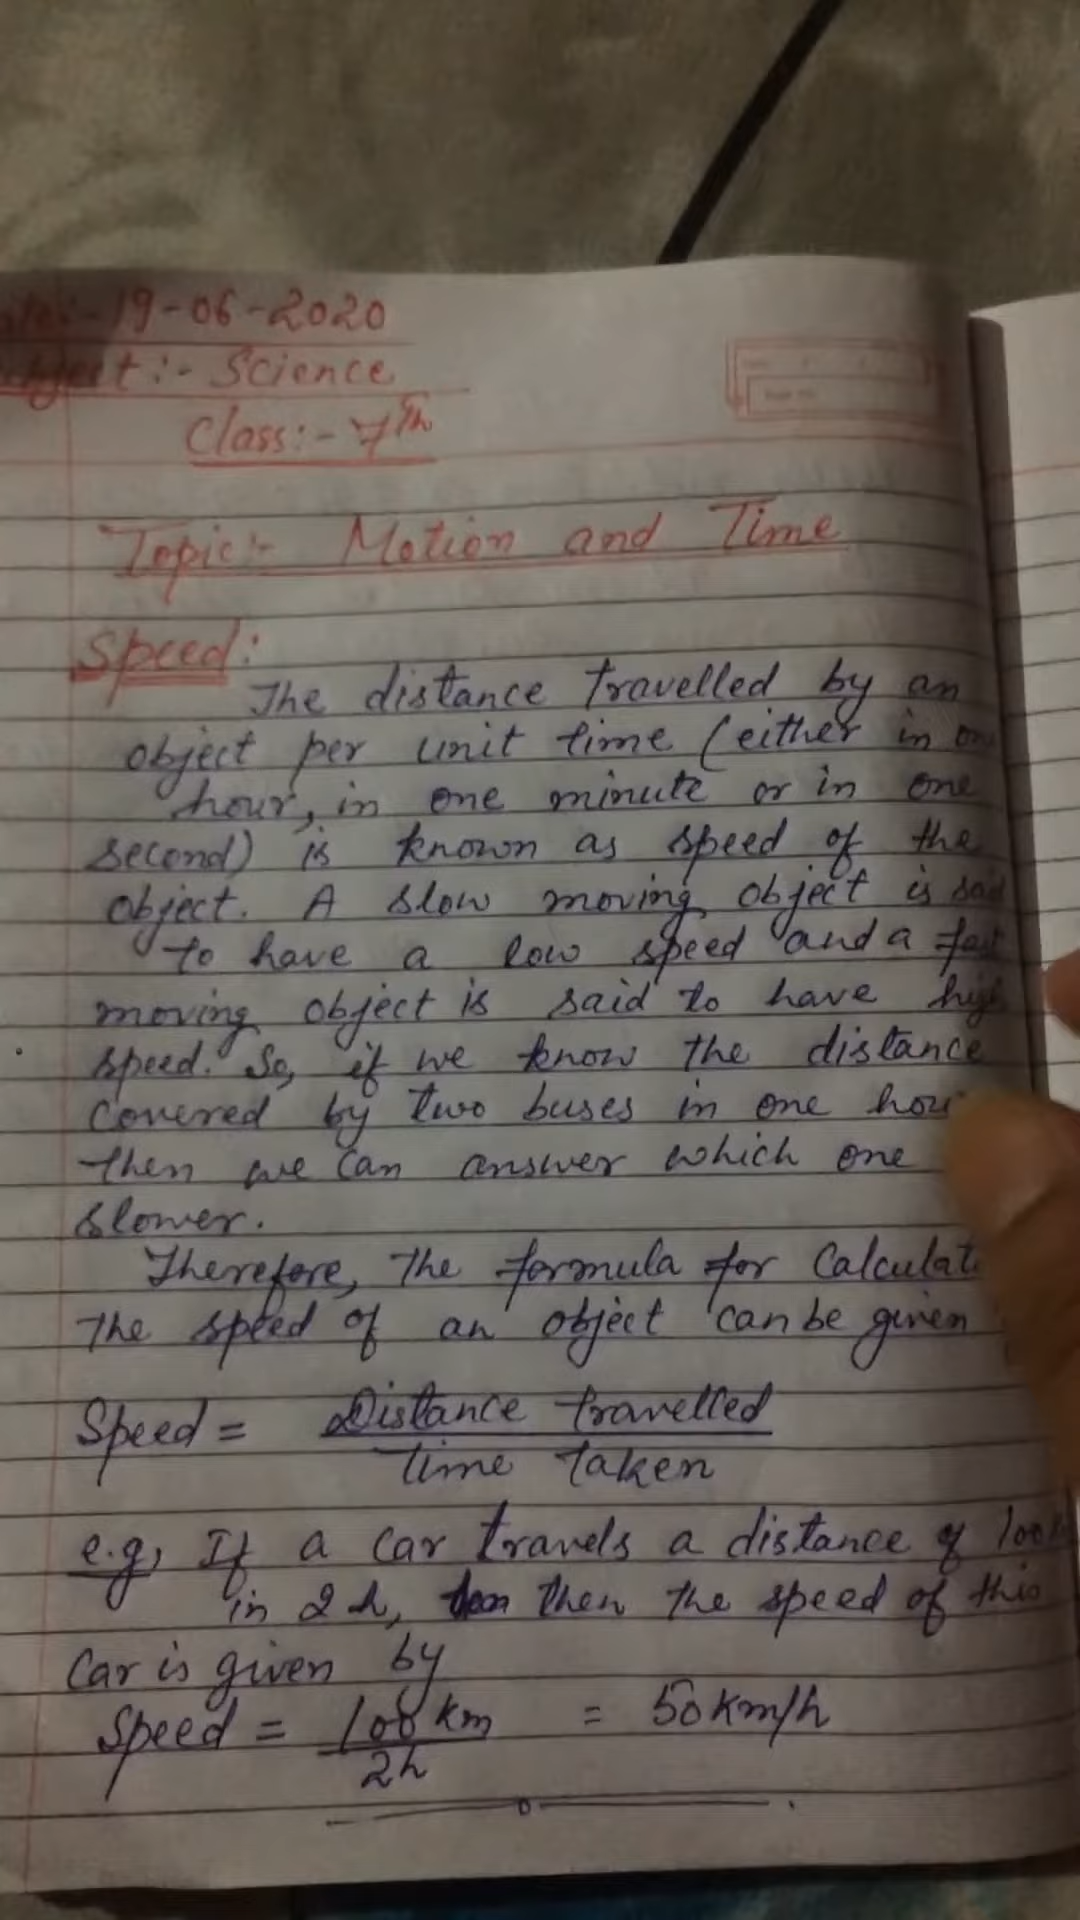 19-06-2020
Science
Class:- 7th
Topic:- Motion and Time
Speed:
The distance travelled by an
object per unit time (either in
hour, in one minute or in one
second) is known as speed of the
object. A slow moving object is said
to have a low speed and a fast
moving object is said to have
speed. So, if we know the distance
Covered by two buses in one
then we can answer which one
slower.
Therefore, the formula for
The speed of an object can be given
Speed = Distance travelled
Time taken
e.g, If a car travels a distance of
in 2h, then the speed of this
Car is given by
Speed = 100 km = 50 km/h
2h